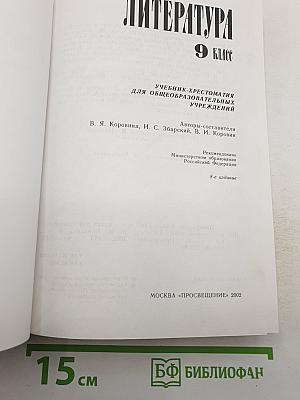 ЛИТЕРАТУРА
9 КЛАСС
УЧЕБНИК-ХРЕСТОМАТИЯ
ДЛЯ ОБЩЕОБРАЗОВАТЕЛЬНЫХ
УЧРЕЖДЕНИЙ
Авторы-составители
В. Я. Коровина, И. С. Збарский, В. И. Коровин
Рекомендовано
Министерством образования
Российской Федерации
МОСКВА «ПРОСВЕЩЕНИЕ» 2002
15 см
БФ БИБЛИОФАН